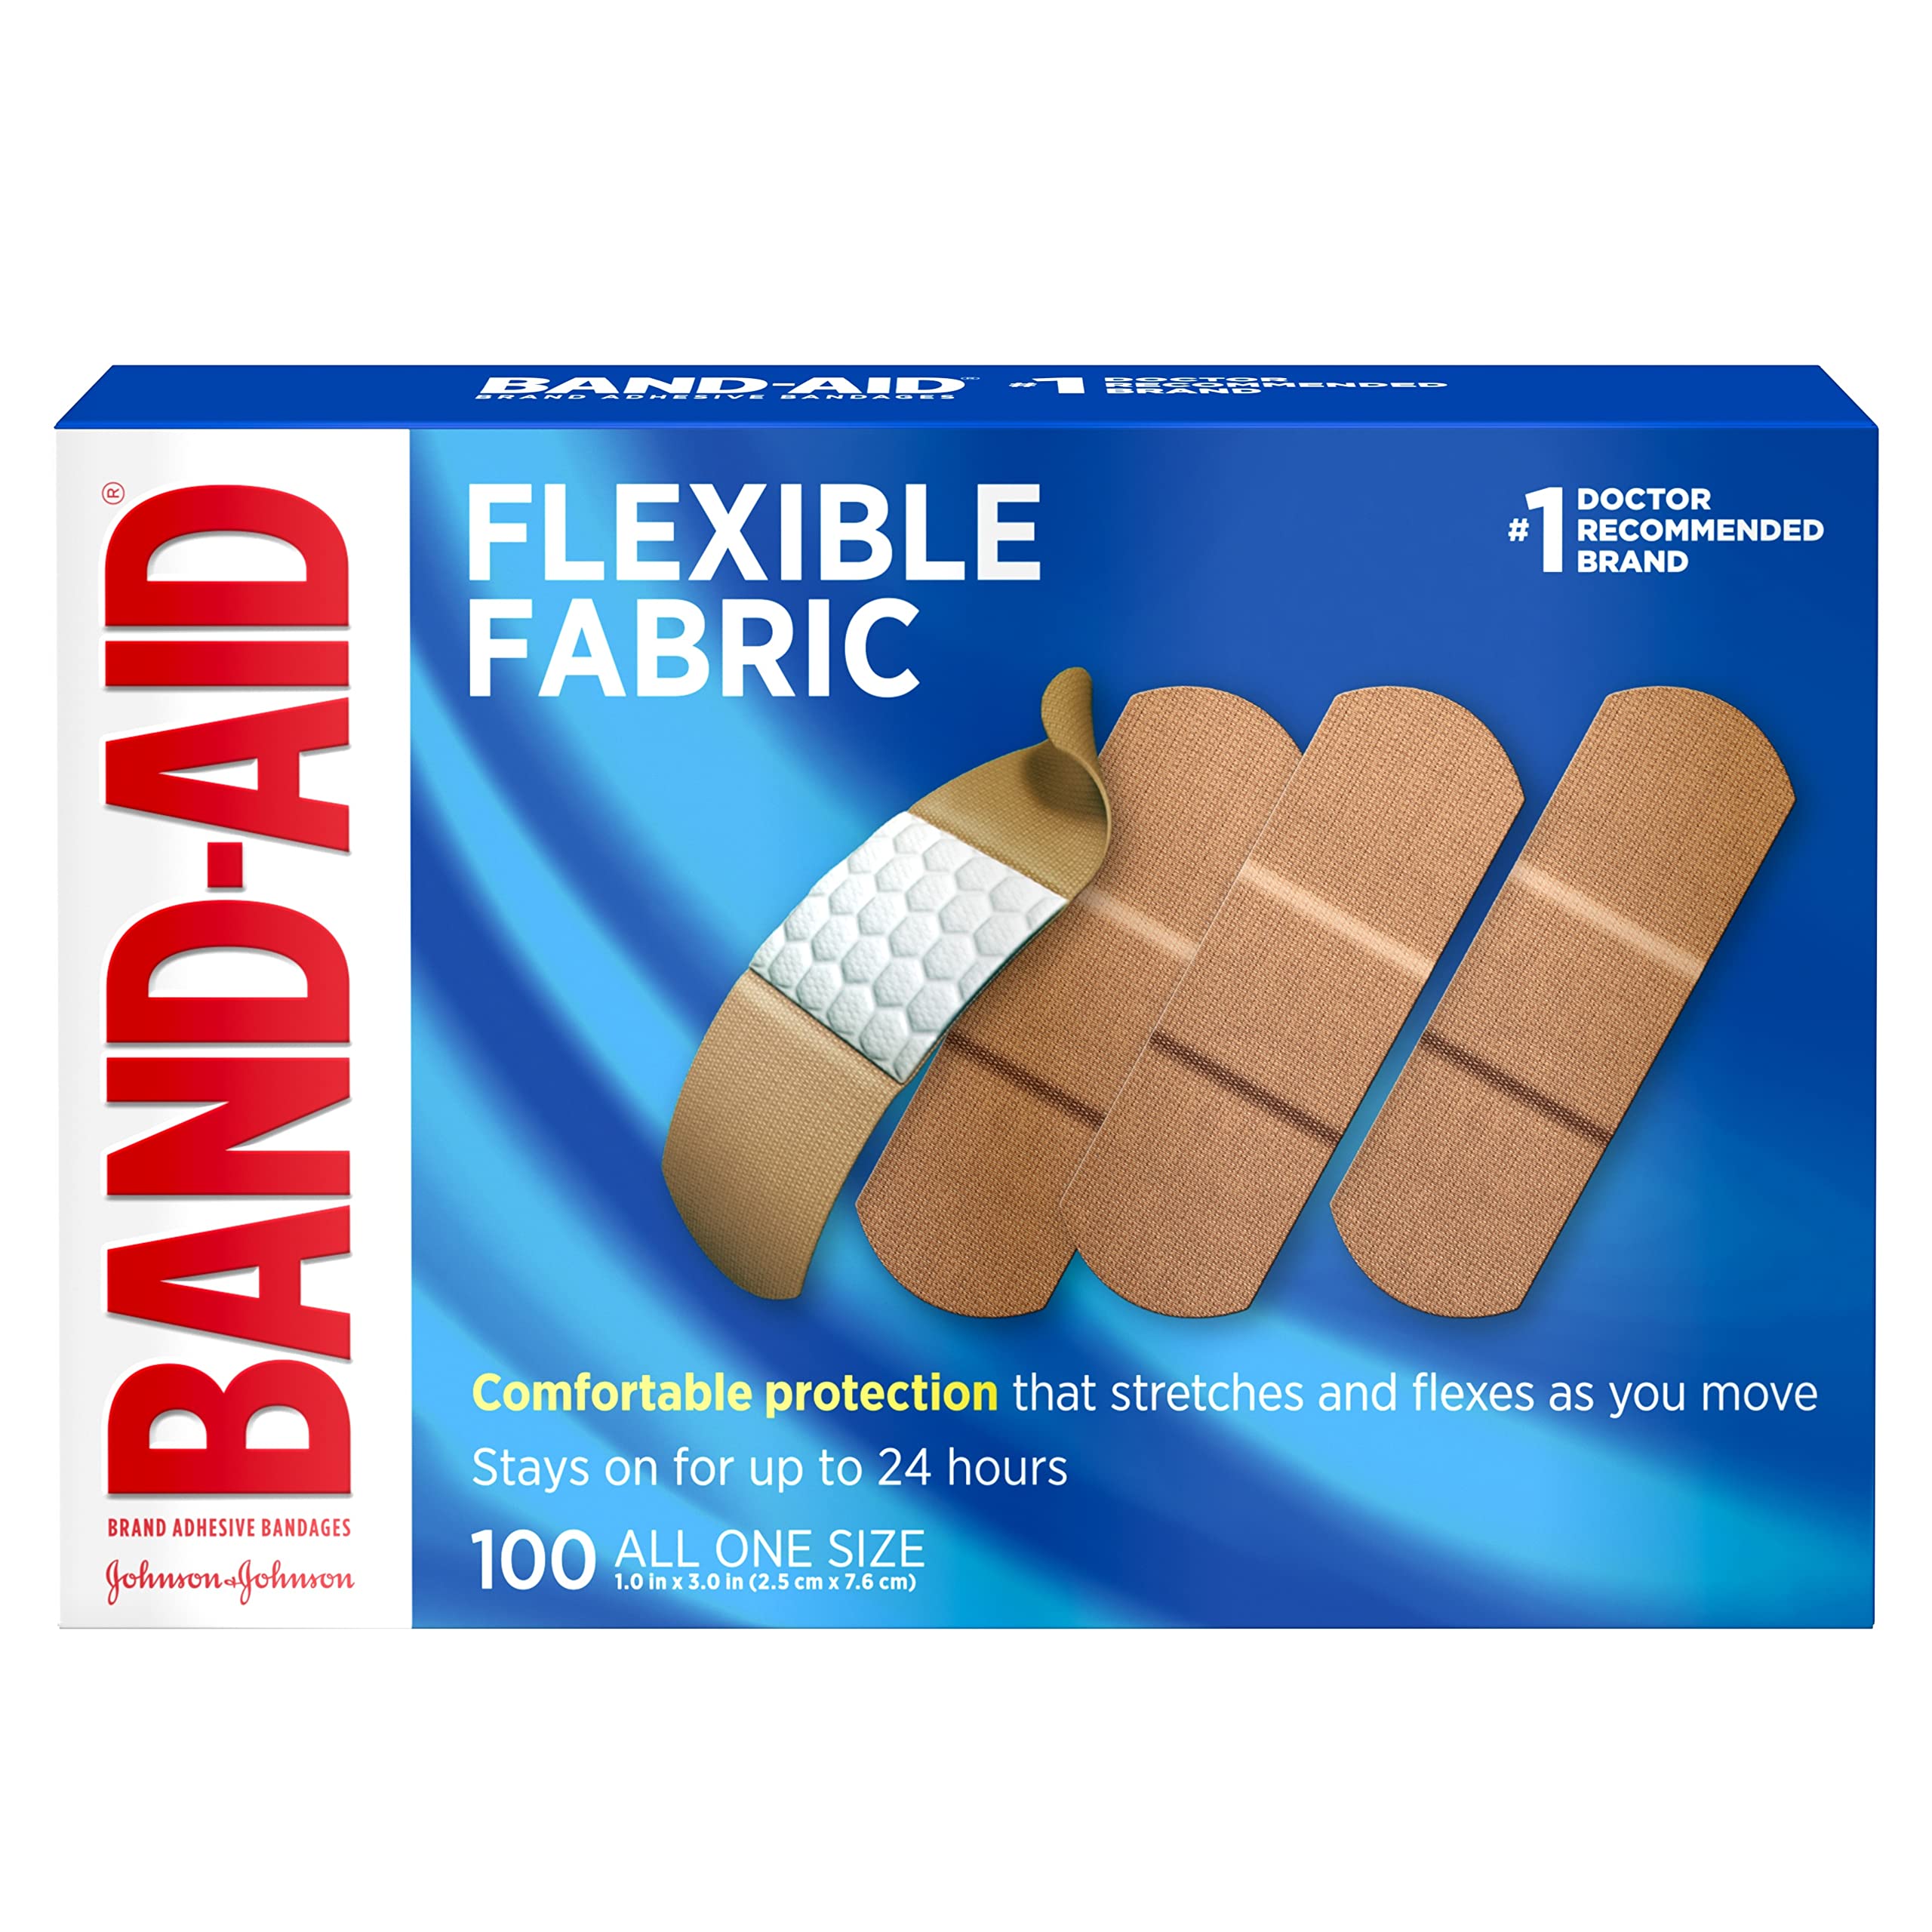 BAND-AID®
BRAND ADHESIVE BANDAGES
#1 DOCTOR
RECOMMENDED
BRAND
BAND-AID®
BRAND ADHESIVE BANDAGES
Johnson & Johnson
FLEXIBLE
FABRIC
#1 DOCTOR
RECOMMENDED
BRAND
Comfortable protection that stretches and flexes as you move
Stays on for up to 24 hours
100 ALL ONE SIZE
1.0 in x 3.0 in (2.5 cm x 7.6 cm)